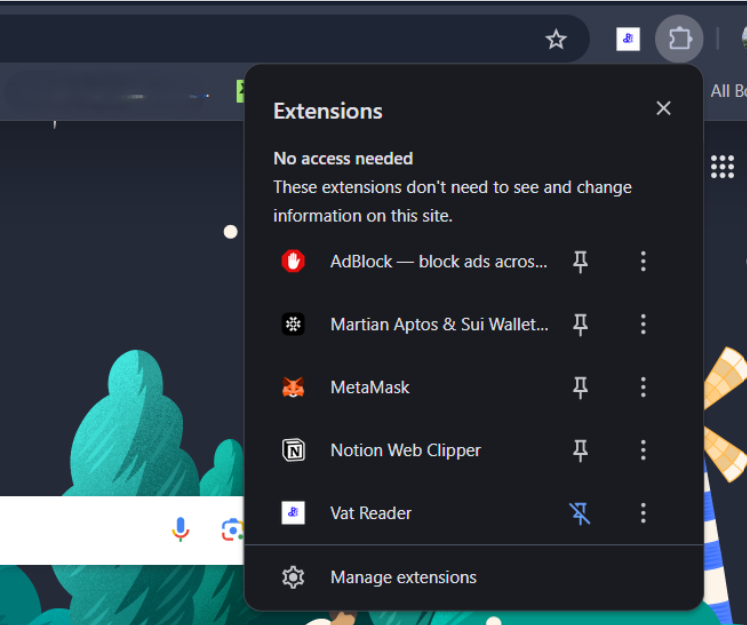 All Bo
Extensions
No access needed
These extensions don't need to see and change
information on this site.
AdBlock — block ads acros...
Martian Aptos & Sui Wallet...
MetaMask
Notion Web Clipper
Vat Reader
Manage extensions